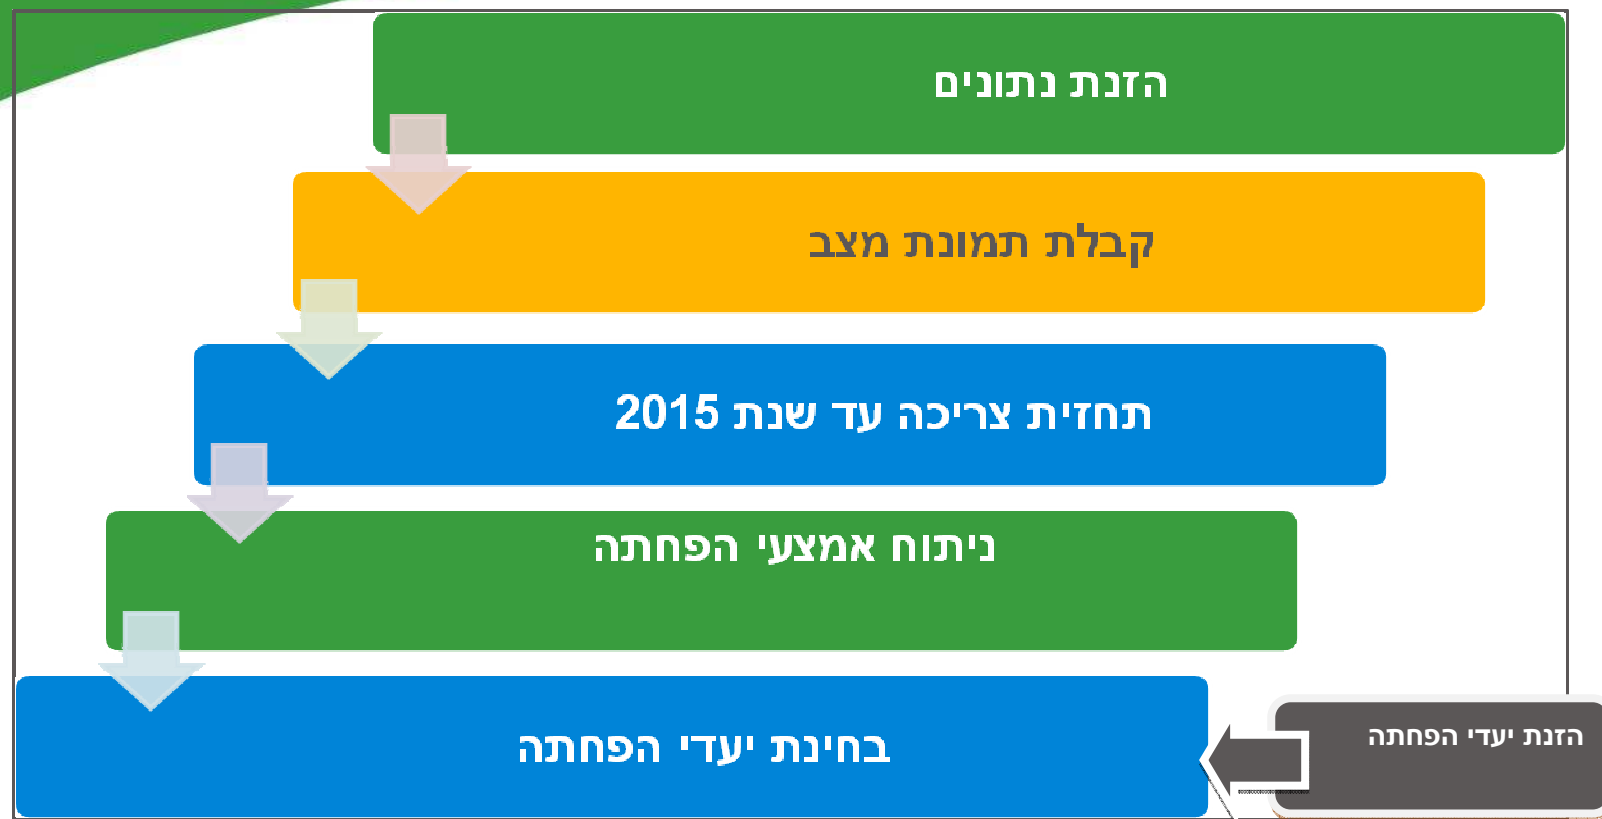 הזנת נתונים
קבלת תמונת מצב
תחזית צריכה עד שנת 2015
ניתוח אמצעי הפחתה
בחינת יעדי הפחתה
הזנת יעדי הפחתה